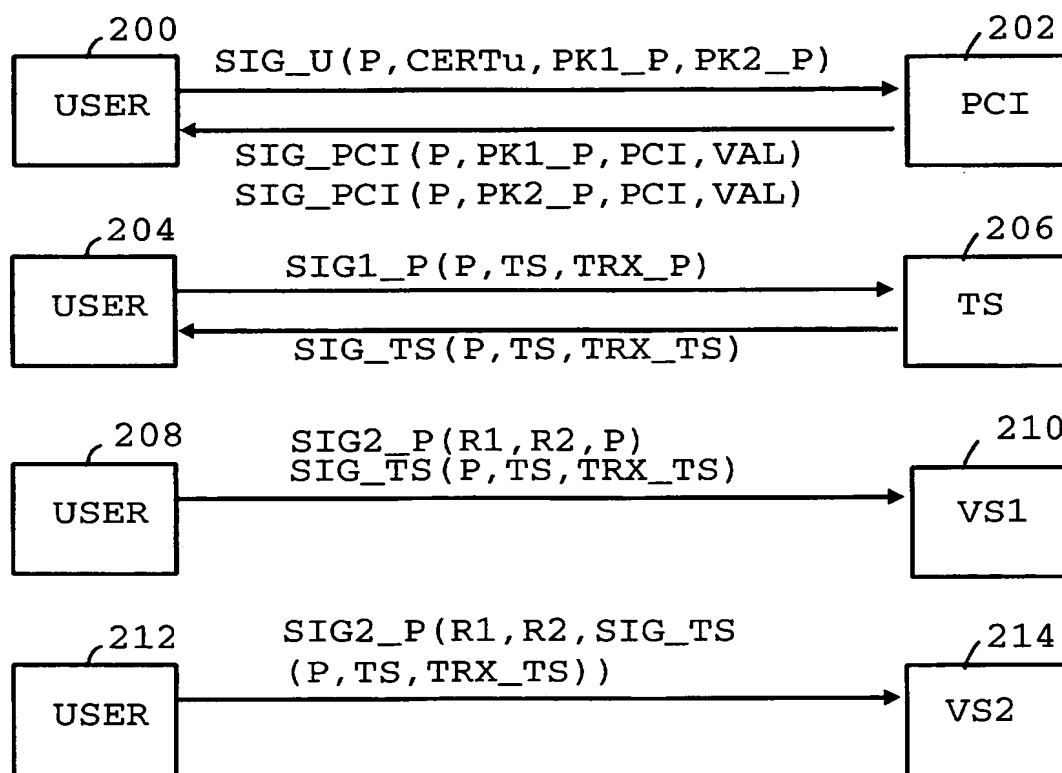 200
202
SIG_U(P,CERTu,PK1_P,PK2_P)
USER
PCI
SIG_PCI(P,PK1_P,PCI,VAL)
SIG_PCI(P,PK2_P,PCI,VAL)
204
206
SIG1_P(P,TS,TRX_P)
USER
TS
SIG_TS(P,TS,TRX_TS)
208
210
SIG2_P(R1,R2,P)
SIG_TS(P,TS,TRX_TS)
USER
VS1
212
214
SIG2_P(R1,R2,SIG_TS
(P,TS,TRX_TS))
USER
VS2